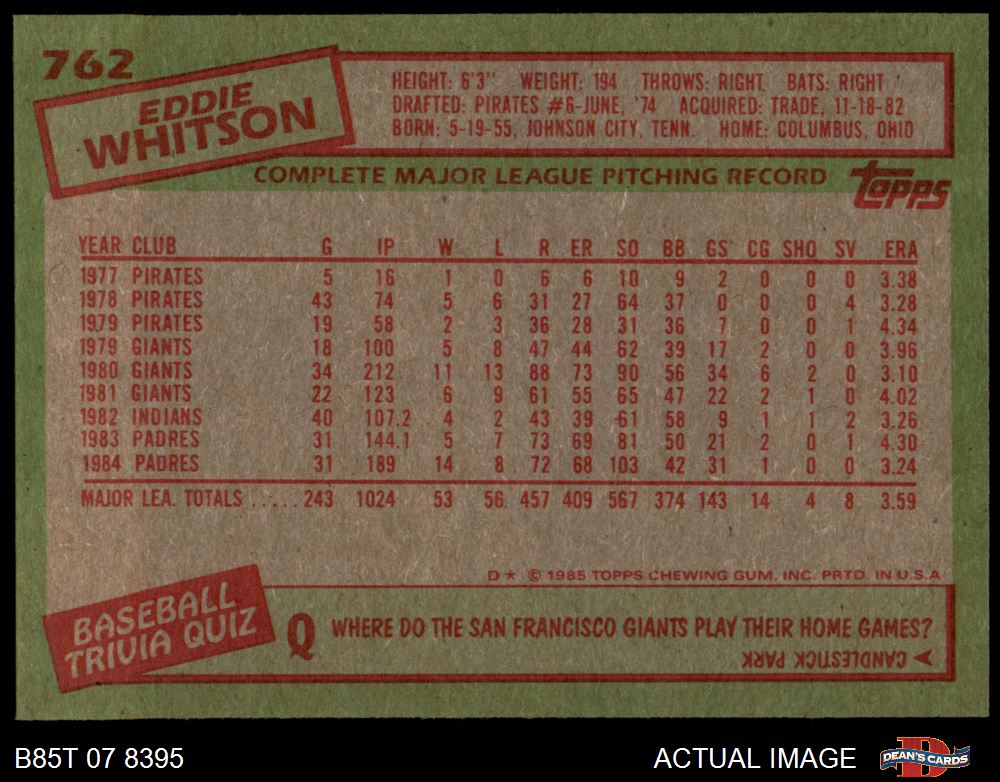 762
EDDIE
WHITSON
HEIGHT: 6'3" WEIGHT: 194 THROWS: RIGHT BATS: RIGHT
DRAFTED: PIRATES #6-JUNE, '74 ACQUIRED: TRADE, 11-18-82
BORN: 5-19-55, JOHNSON CITY, TENN. HOME: COLUMBUS, OHIO
COMPLETE MAJOR LEAGUE PITCHING RECORD
topps
YEAR CLUB G IP W L R ER SO BB GS CG SHO SV ERA
1977 PIRATES 5 16 1 0 6 6 10 9 2 0 0 0 3.38
1978 PIRATES 43 74 5 6 31 27 64 37 0 0 0 4 3.28
1979 PIRATES 19 58 2 3 36 28 31 36 7 0 0 1 4.34
1979 GIANTS 18 100 5 8 47 44 62 39 17 2 0 0 3.96
1980 GIANTS 34 212 11 13 88 73 90 56 34 6 2 0 3.10
1981 GIANTS 22 123 6 9 61 55 65 47 22 2 1 0 4.02
1982 INDIANS 40 107.2 4 2 43 39 61 58 9 1 1 2 3.26
1983 PADRES 31 144.1 5 7 73 69 81 50 21 2 0 1 4.30
1984 PADRES 31 189 14 8 72 68 103 42 31 1 0 0 3.24
MAJOR LEA. TOTALS ..... 243 1024 53 56 457 409 567 374 143 14 4 8 3.59
D★ © 1985 TOPPS CHEWING GUM, INC. PRTD. IN U.S.A.
BASEBALL
TRIVIA QUIZ
Q WHERE DO THE SAN FRANCISCO GIANTS PLAY THEIR HOME GAMES?
CANDLESTICK PARK
B85T 07 8395
ACTUAL IMAGE
D
DEAN'S CARDS